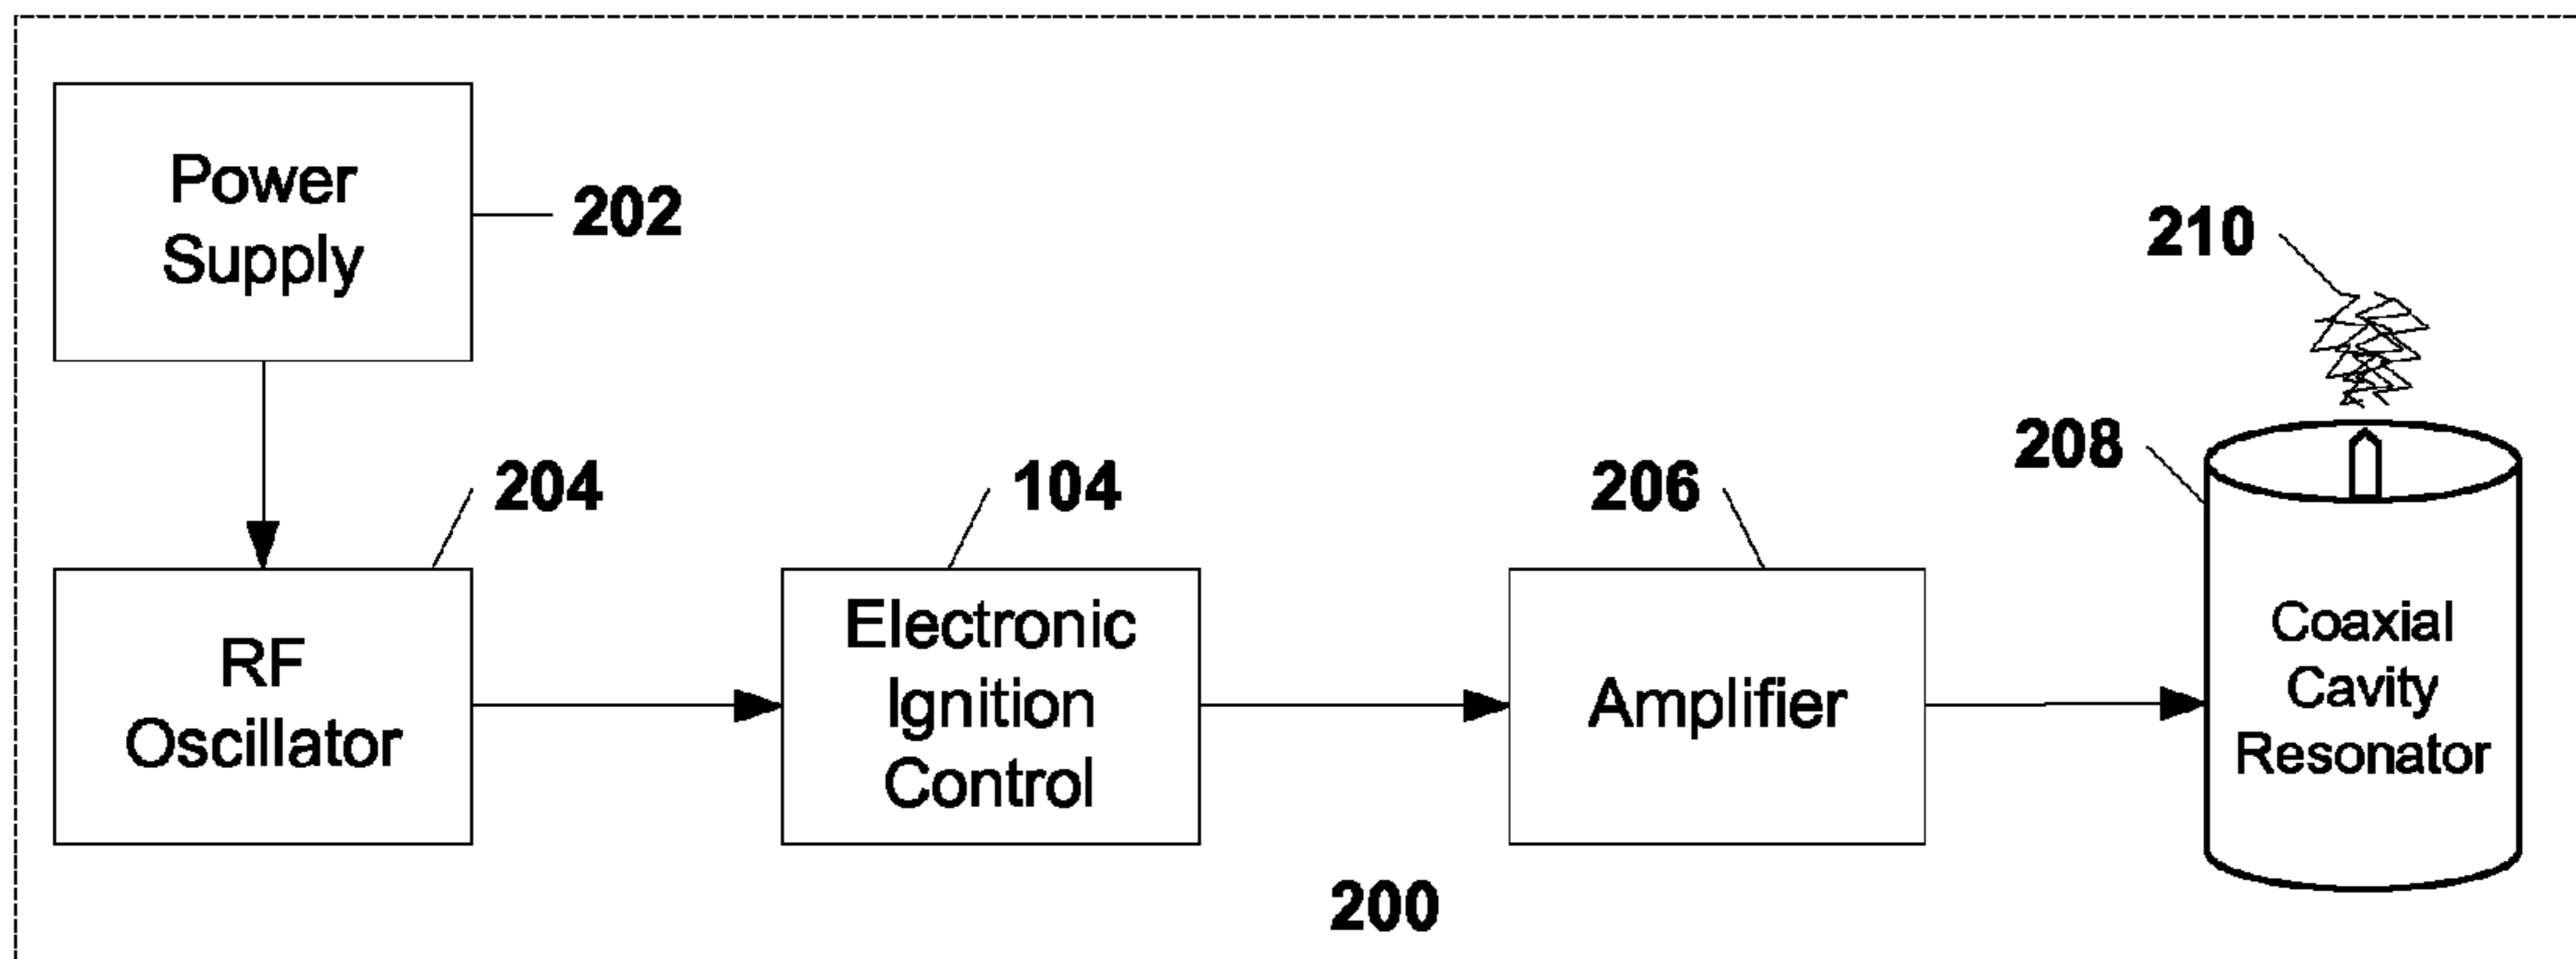 Power
Supply
202
210
204
104
206
208
RF
Oscillator
Electronic
Ignition
Control
Amplifier
Coaxial
Cavity
Resonator
200